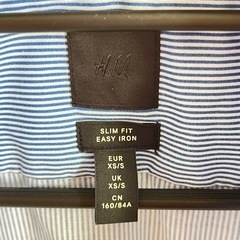 H&M
SLIM FIT
EASY IRON
EUR
XS/S
UK
XS/S
CN
160/84A